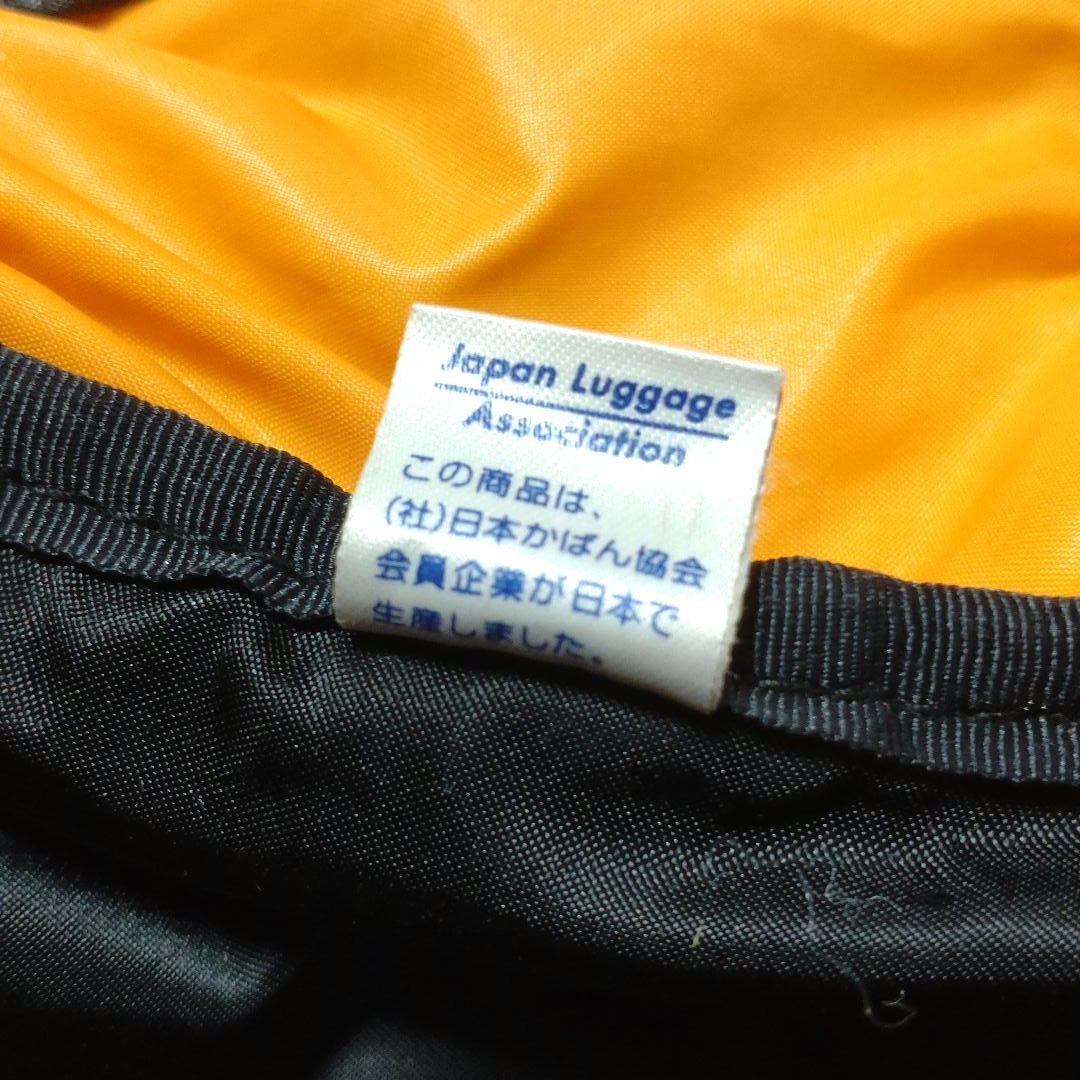 Japan Luggage
Association
この商品は、
(社)日本かばん協会
会員企業が日本で
生産しました。